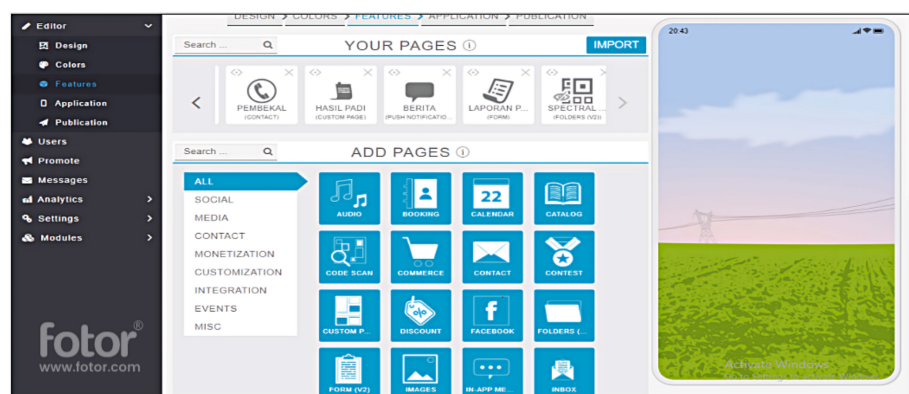 Editor
Design
Colors
Features
Application
Publication
Users
Promote
Messages
Analytics
Settings
Modules
fotor®
www.fotor.com
DESIGN > COLORS > FEATURES > APPLICATION > PUBLICATION
Search ...
YOUR PAGES
IMPORT
PEMBEKAL
(CONTACT)
HASIL PADI
(CUSTOM PAGE)
BERITA
(PUSH NOTIFICATIO...
LAPORAN P...
(FORM)
SPECTRAL ...
(FOLDERS (V2))
Search ...
ADD PAGES
ALL
SOCIAL
MEDIA
CONTACT
MONETIZATION
CUSTOMIZATION
INTEGRATION
EVENTS
MISC
AUDIO
BOOKING
22
CALENDAR
CATALOG
CODE SCAN
COMMERCE
CONTACT
CONTEST
CUSTOM P...
DISCOUNT
FACEBOOK
FOLDERS (...
FORM (V2)
IMAGES
IN-APP ME...
INBOX
20:43
Activate Windows